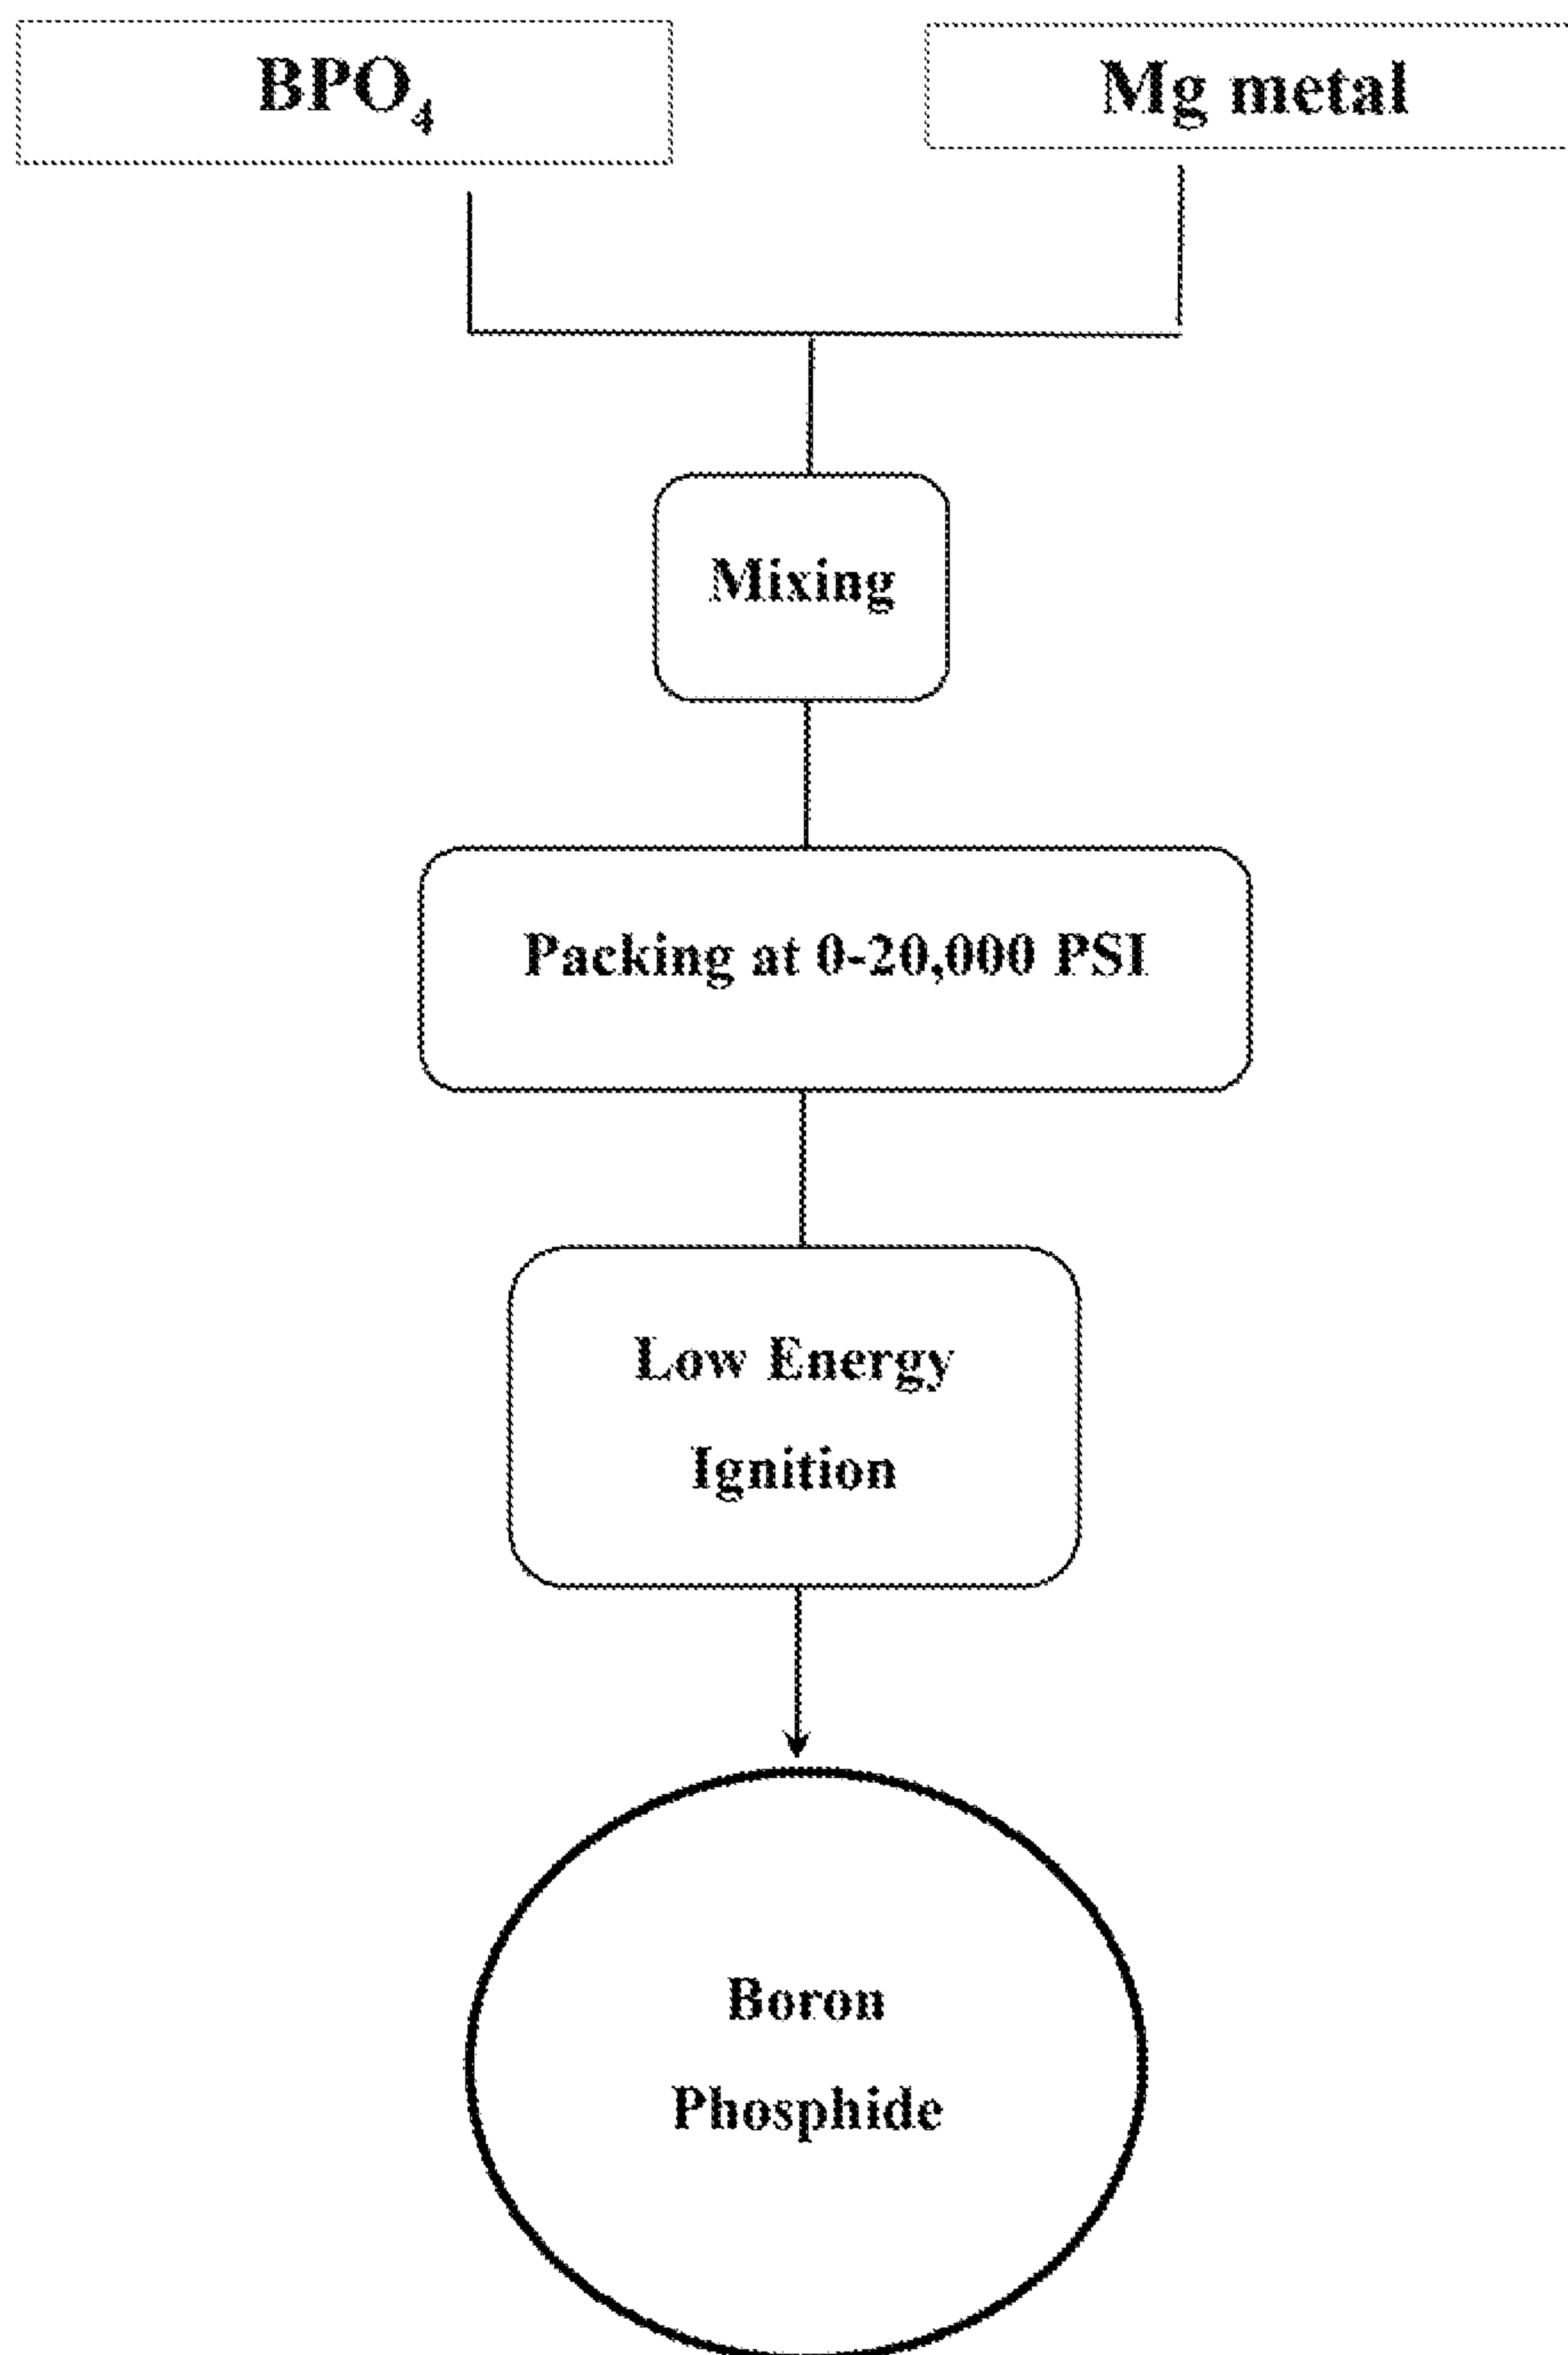 BPO₄
Mg metal
Mixing
Packing at 0-20,000 PSI
Low Energy
Ignition
Boron
Phosphide